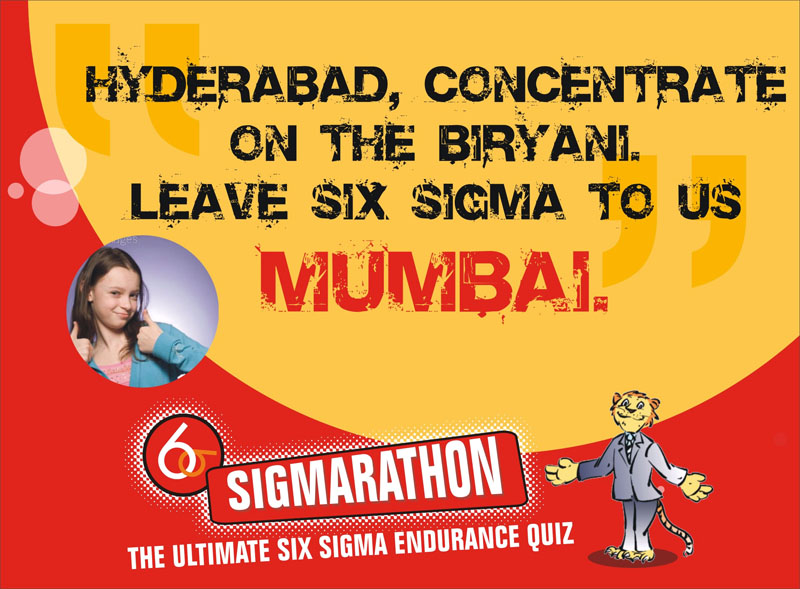 HYDERABAD, CONCENTRATE
ON THE BIRYANI.
LEAVE SIX SIGMA TO US
MUMBAI.
6σ
SIGMARATHON
THE ULTIMATE SIX SIGMA ENDURANCE QUIZ